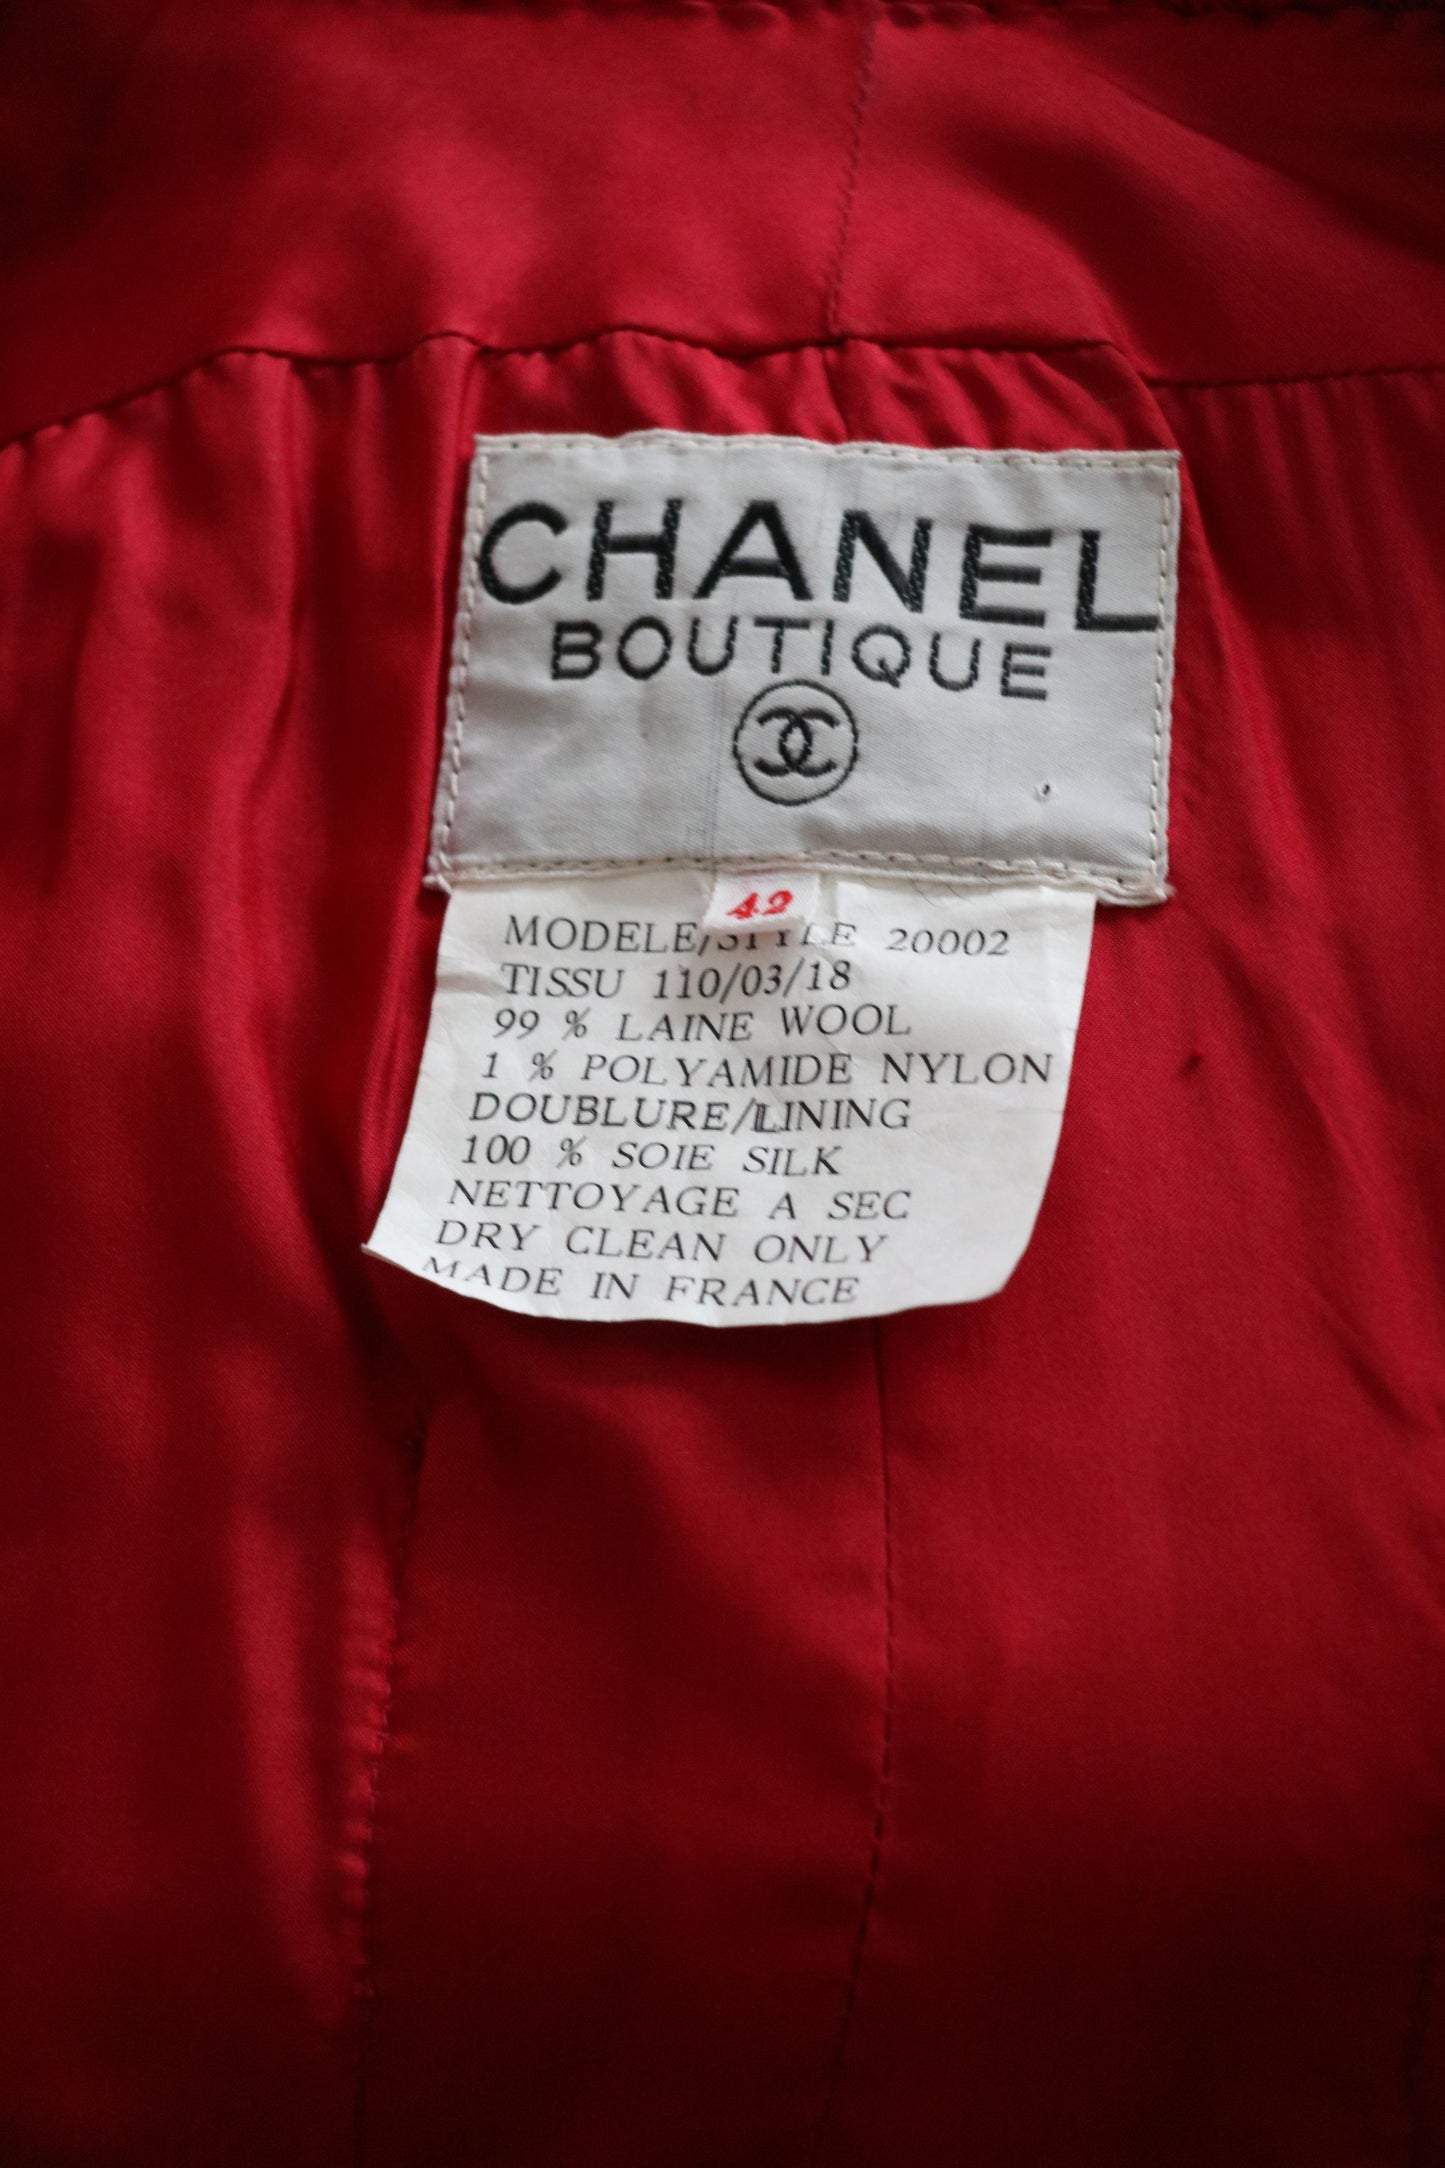 CHANEL
BOUTIQUE
42
MODELE/STYLE 20002
TISSU 110/03/18
99 % LAINE WOOL
1 % POLYAMIDE NYLON
DOUBLURE/LINING
100 % SOIE SILK
NETTOYAGE A SEC
DRY CLEAN ONLY
MADE IN FRANCE